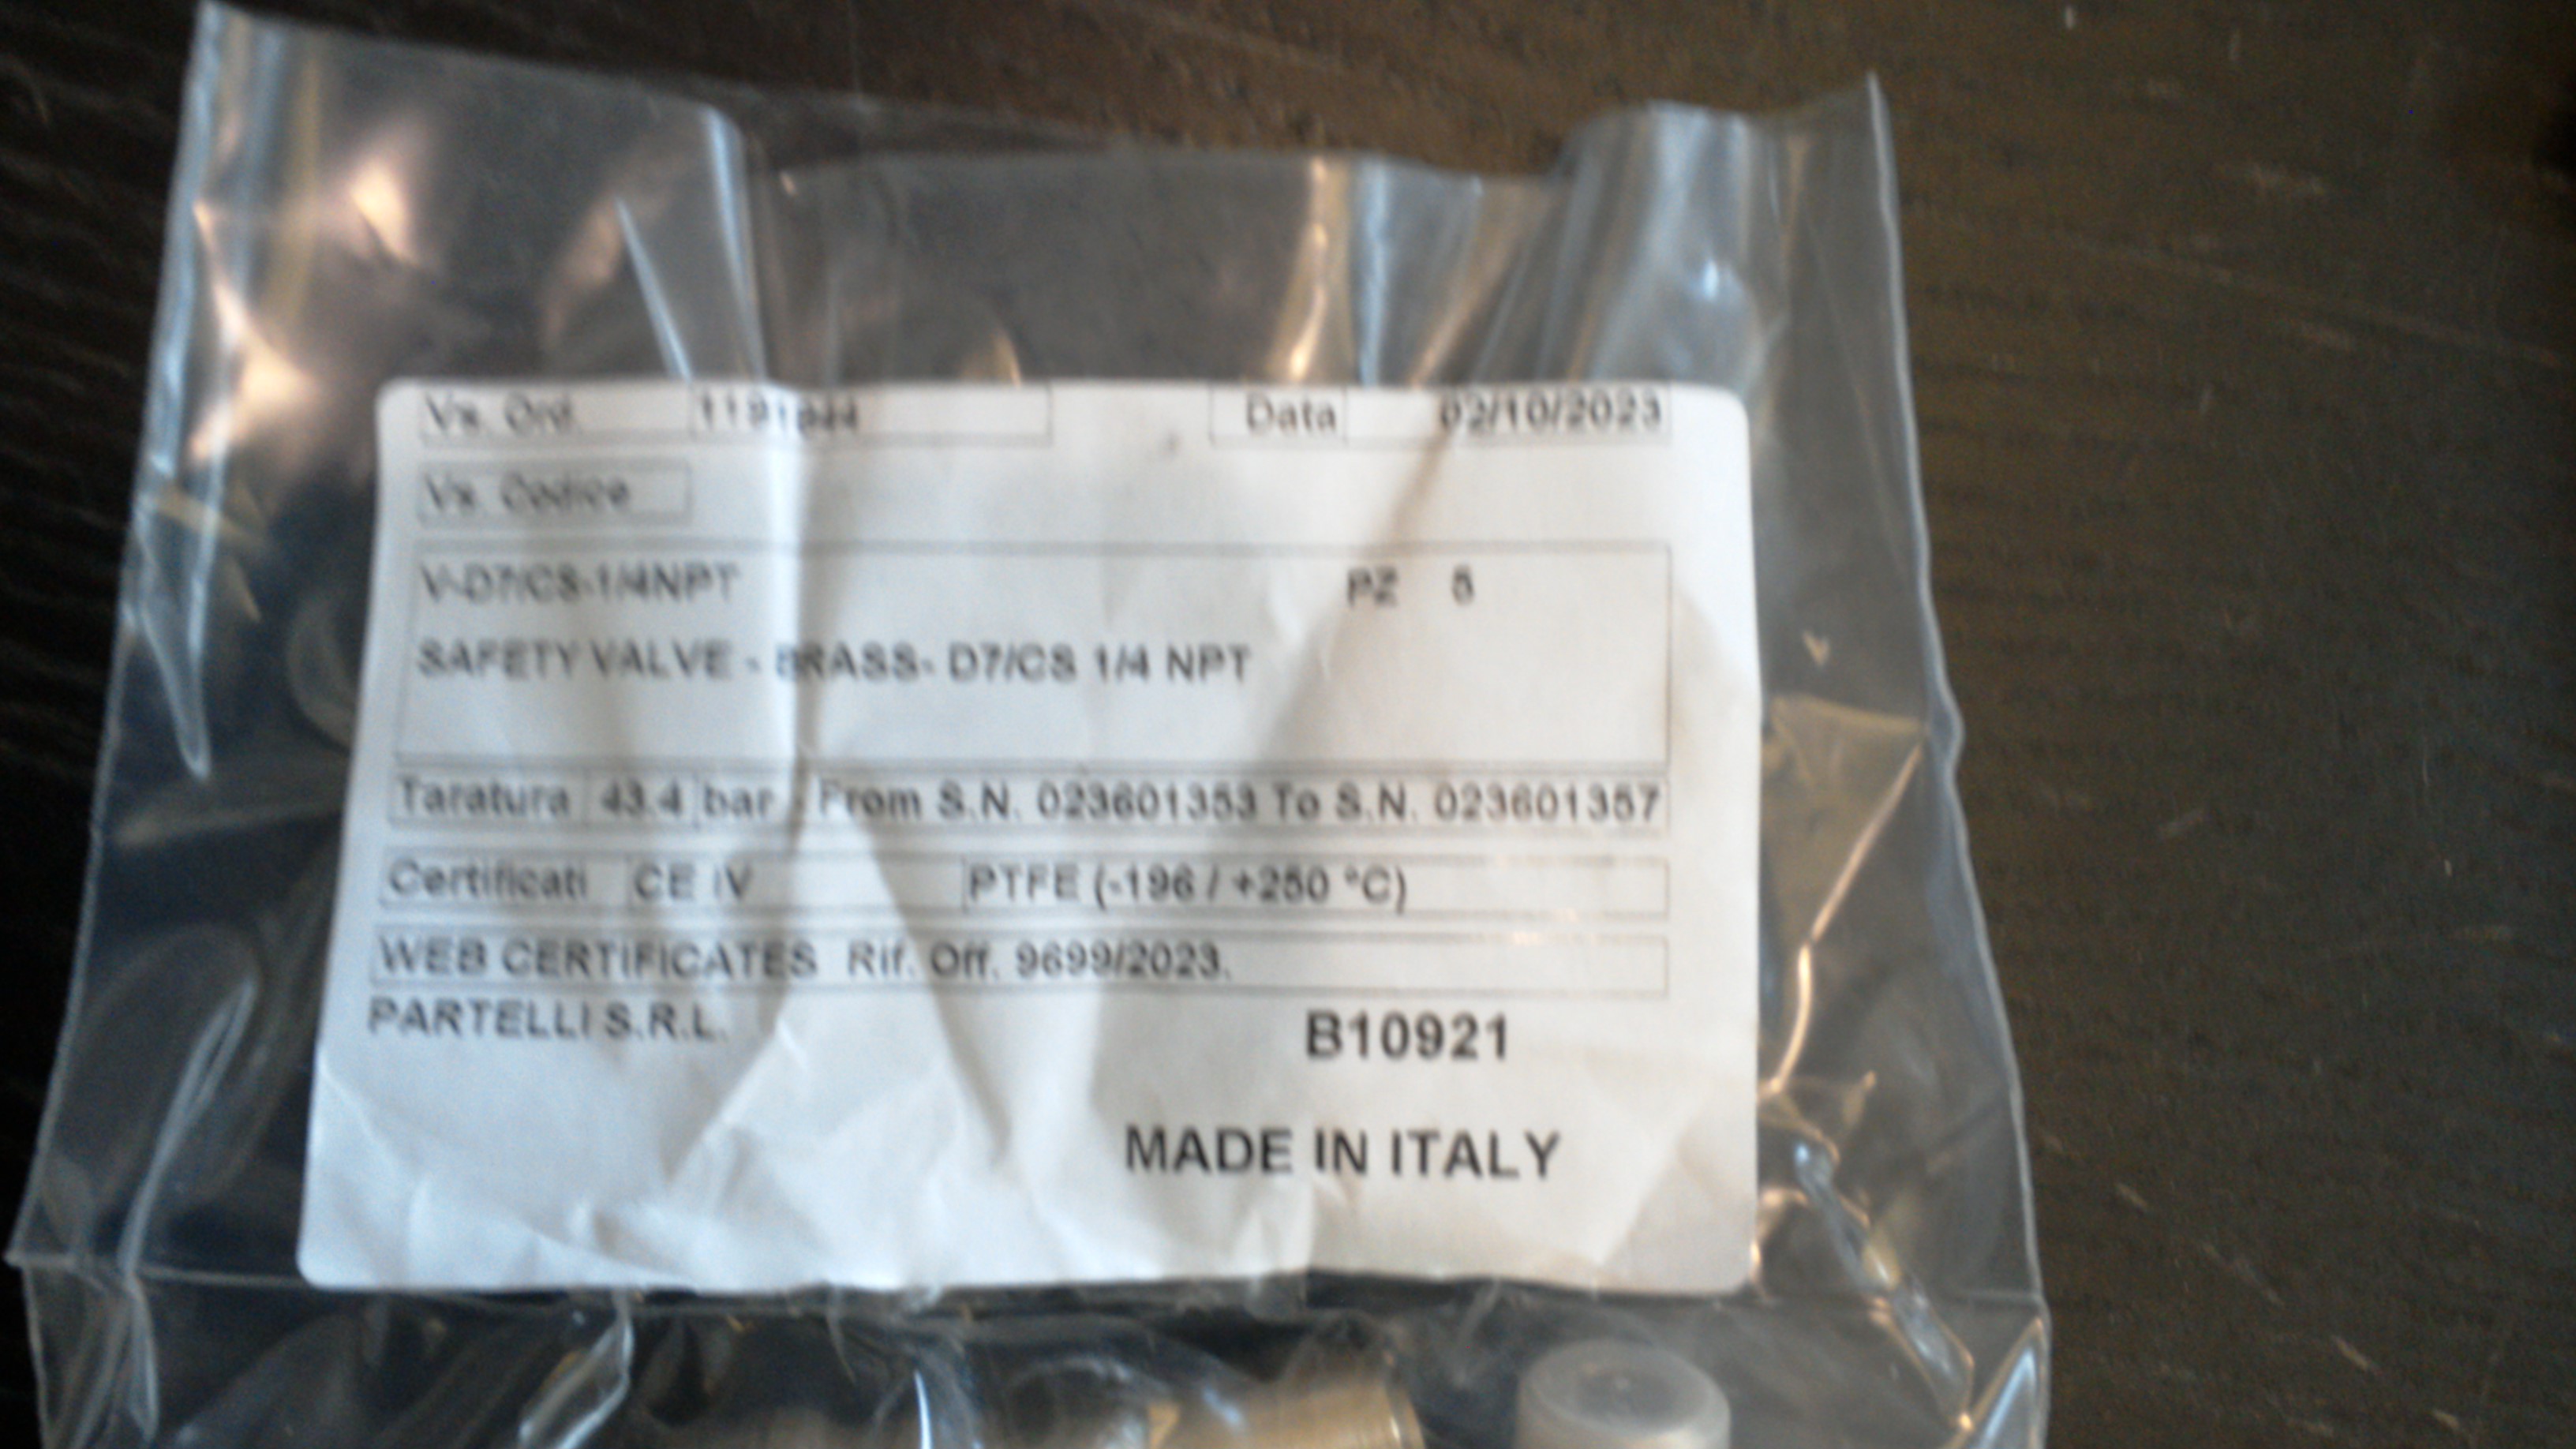 Vs. Ord. Data 02/10/2023
Vs. Codice
V-D7/CS-1/4NPT PZ 5
SAFETY VALVE - BRASS- D7/CS 1/4 NPT
Taratura 43.4 bar From S.N. 023601353 To S.N. 023601357
Certificati CE IV PTFE (-196 / +250 °C)
WEB CERTIFICATES Rif. Off. 9699/2023.
PARTELLI S.R.L.
B10921
MADE IN ITALY